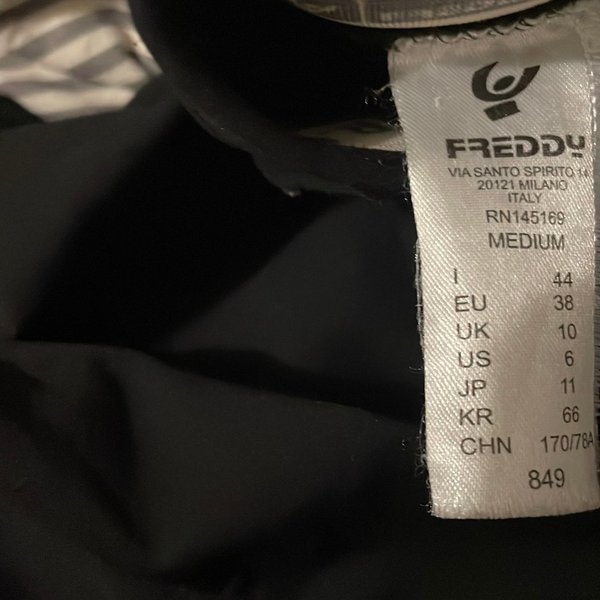 FREDDY
VIA SANTO SPIRITO 14
20121 MILANO
ITALY
RN145169
MEDIUM
I 44
EU 38
UK 10
US 6
JP 11
KR 66
CHN 170/78A
849